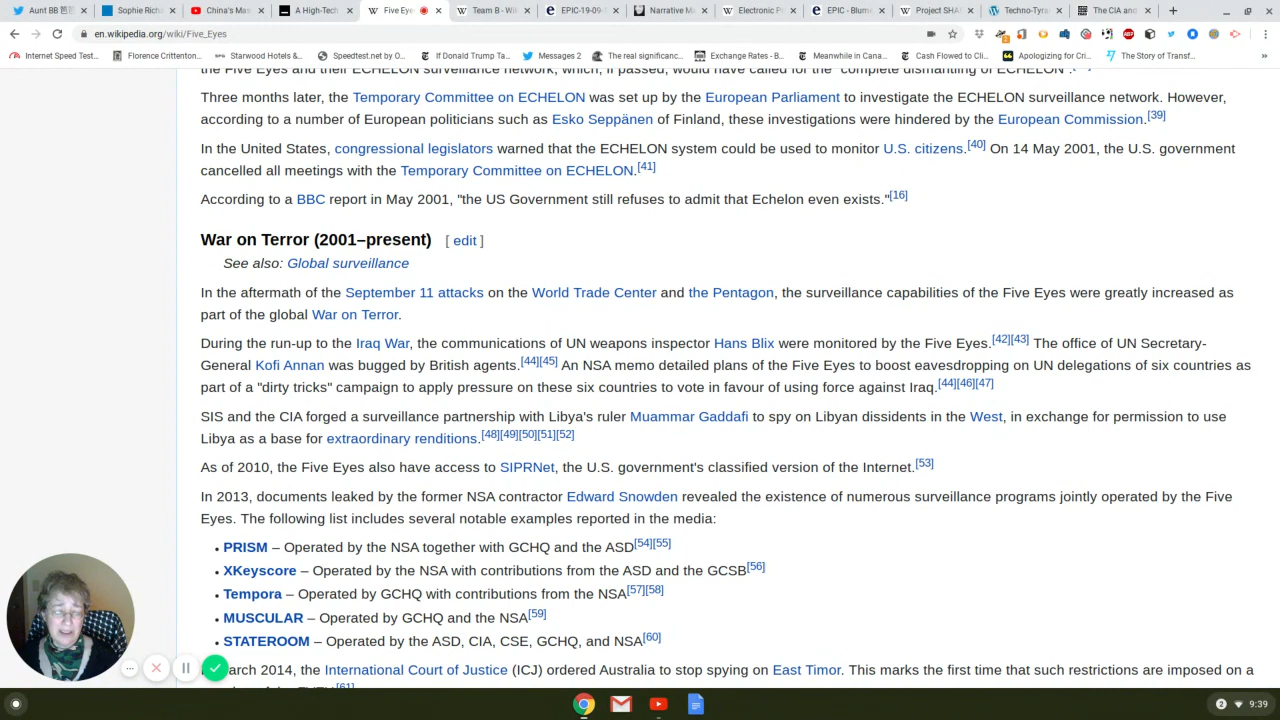 Aunt BB
Sophie Rich
China's Mas
A High-Tech
Five Eye
Team B - Wi
EPIC-19-09-
Narrative Ma
Electronic P
EPIC - Blum
Project SHA
Techno-Tyra
The CIA and
en.wikipedia.org/wiki/Five_Eyes
Internet Speed Test...
Florence Crittenton...
Starwood Hotels &...
Speedtest.net by O...
If Donald Trump Ta...
Messages 2
The real significanc...
Exchange Rates - B...
Meanwhile in Cana...
Cash Flowed to Cli...
Apologizing for Cri...
The Story of Transf...
»
the Five Eyes and their ECHELON surveillance network, which, if passed, would have called for the "complete dismantling of ECHELON".
Three months later, the Temporary Committee on ECHELON was set up by the European Parliament to investigate the ECHELON surveillance network. However,
according to a number of European politicians such as Esko Seppänen of Finland, these investigations were hindered by the European Commission.[39]
In the United States, congressional legislators warned that the ECHELON system could be used to monitor U.S. citizens.[40] On 14 May 2001, the U.S. government
cancelled all meetings with the Temporary Committee on ECHELON.[41]
According to a BBC report in May 2001, "the US Government still refuses to admit that Echelon even exists."[16]
War on Terror (2001–present) [ edit ]
See also: Global surveillance
In the aftermath of the September 11 attacks on the World Trade Center and the Pentagon, the surveillance capabilities of the Five Eyes were greatly increased as
part of the global War on Terror.
During the run-up to the Iraq War, the communications of UN weapons inspector Hans Blix were monitored by the Five Eyes.[42][43] The office of UN Secretary-
General Kofi Annan was bugged by British agents.[44][45] An NSA memo detailed plans of the Five Eyes to boost eavesdropping on UN delegations of six countries as
part of a "dirty tricks" campaign to apply pressure on these six countries to vote in favour of using force against Iraq.[44][46][47]
SIS and the CIA forged a surveillance partnership with Libya's ruler Muammar Gaddafi to spy on Libyan dissidents in the West, in exchange for permission to use
Libya as a base for extraordinary renditions.[48][49][50][51][52]
As of 2010, the Five Eyes also have access to SIPRNet, the U.S. government's classified version of the Internet.[53]
In 2013, documents leaked by the former NSA contractor Edward Snowden revealed the existence of numerous surveillance programs jointly operated by the Five
Eyes. The following list includes several notable examples reported in the media:
• PRISM – Operated by the NSA together with GCHQ and the ASD[54][55]
• XKeyscore – Operated by the NSA with contributions from the ASD and the GCSB[56]
• Tempora – Operated by GCHQ with contributions from the NSA[57][58]
• MUSCULAR – Operated by GCHQ and the NSA[59]
• STATEROOM – Operated by the ASD, CIA, CSE, GCHQ, and NSA[60]
arch 2014, the International Court of Justice (ICJ) ordered Australia to stop spying on East Timor. This marks the first time that such restrictions are imposed on a
[61]
2 9:39